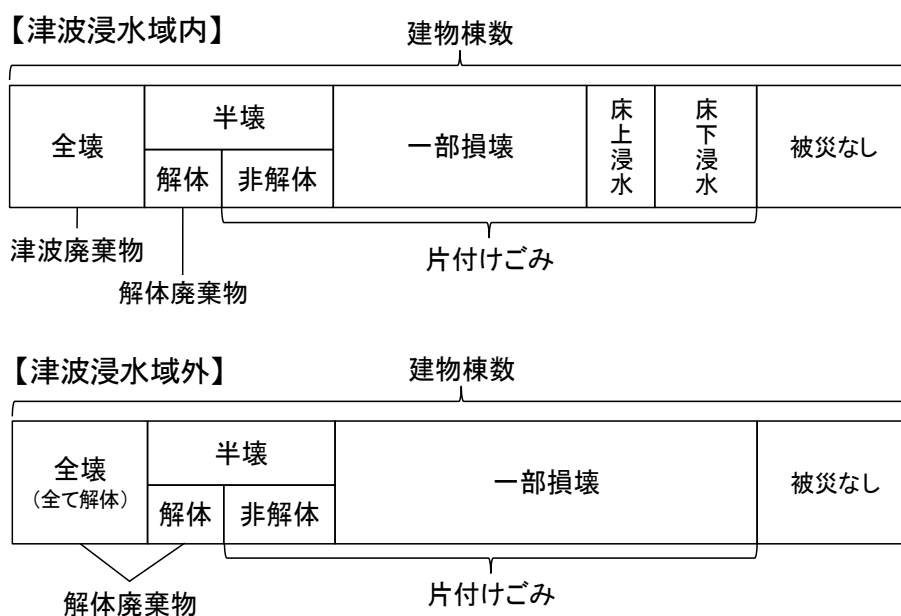 【津波浸水域内】
建物棟数
全壊
半壊
解体
非解体
一部損壊
床上浸水
床下浸水
被災なし
津波廃棄物
解体廃棄物
片付けごみ
【津波浸水域外】
建物棟数
全壊
（全て解体）
半壊
解体
非解体
一部損壊
被災なし
解体廃棄物
片付けごみ